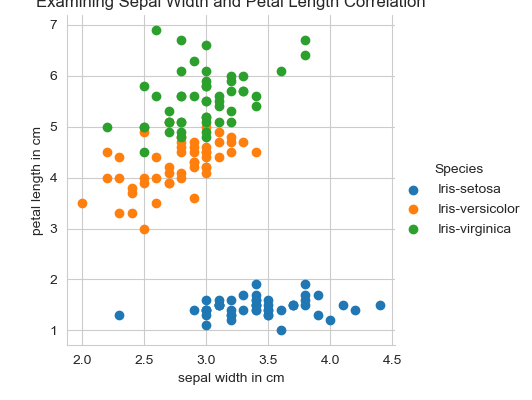 Examining Sepal Width and Petal Length Correlation
7
6
5
4
3
2
1
petal length in cm
2.0 2.5 3.0 3.5 4.0 4.5
sepal width in cm
Species
Iris-setosa
Iris-versicolor
Iris-virginica